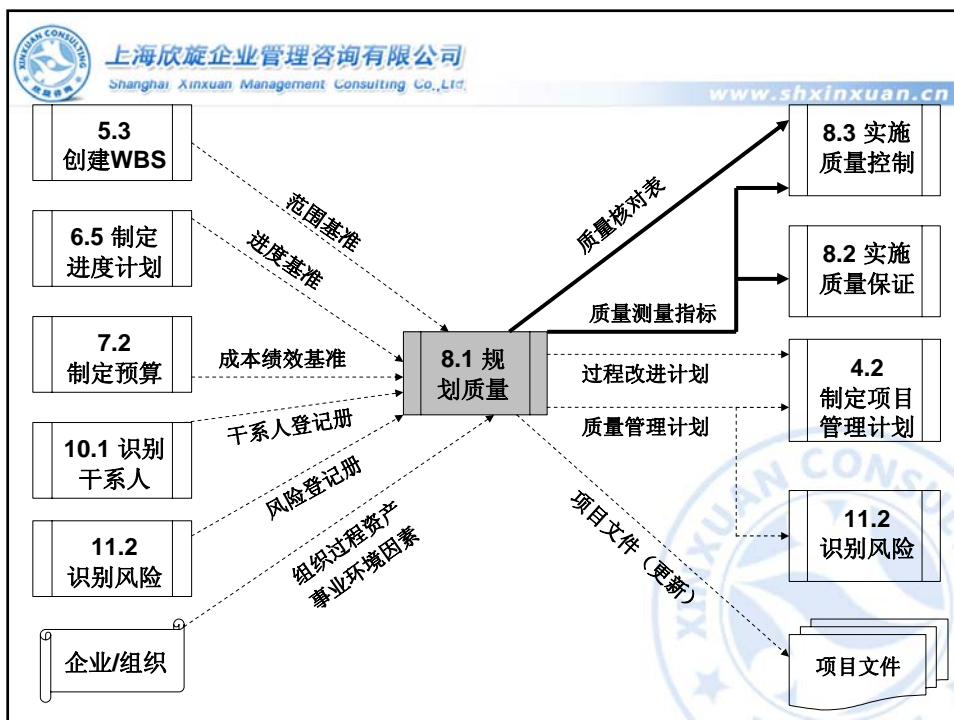 上海欣旋企业管理咨询有限公司
Shanghai Xinxuan Management Consulting Co.,Ltd.
www.shxinxuan.cn
XINXUAN CONSULTING
欣旋咨询
5.3
创建WBS
6.5 制定
进度计划
7.2
制定预算
10.1 识别
干系人
11.2
识别风险
企业/组织
范围基准
进度基准
成本绩效基准
干系人登记册
风险登记册
组织过程资产
事业环境因素
8.1 规
划质量
质量核对表
质量测量指标
过程改进计划
质量管理计划
项目文件（更新）
8.3 实施
质量控制
8.2 实施
质量保证
4.2
制定项目
管理计划
11.2
识别风险
项目文件
XINXUAN CONSU